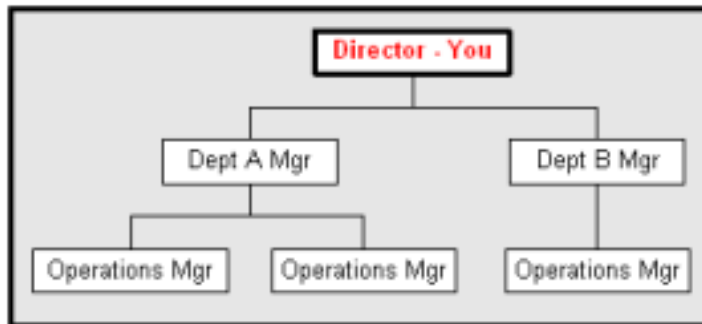 Director - You
Dept A Mgr
Dept B Mgr
Operations Mgr
Operations Mgr
Operations Mgr